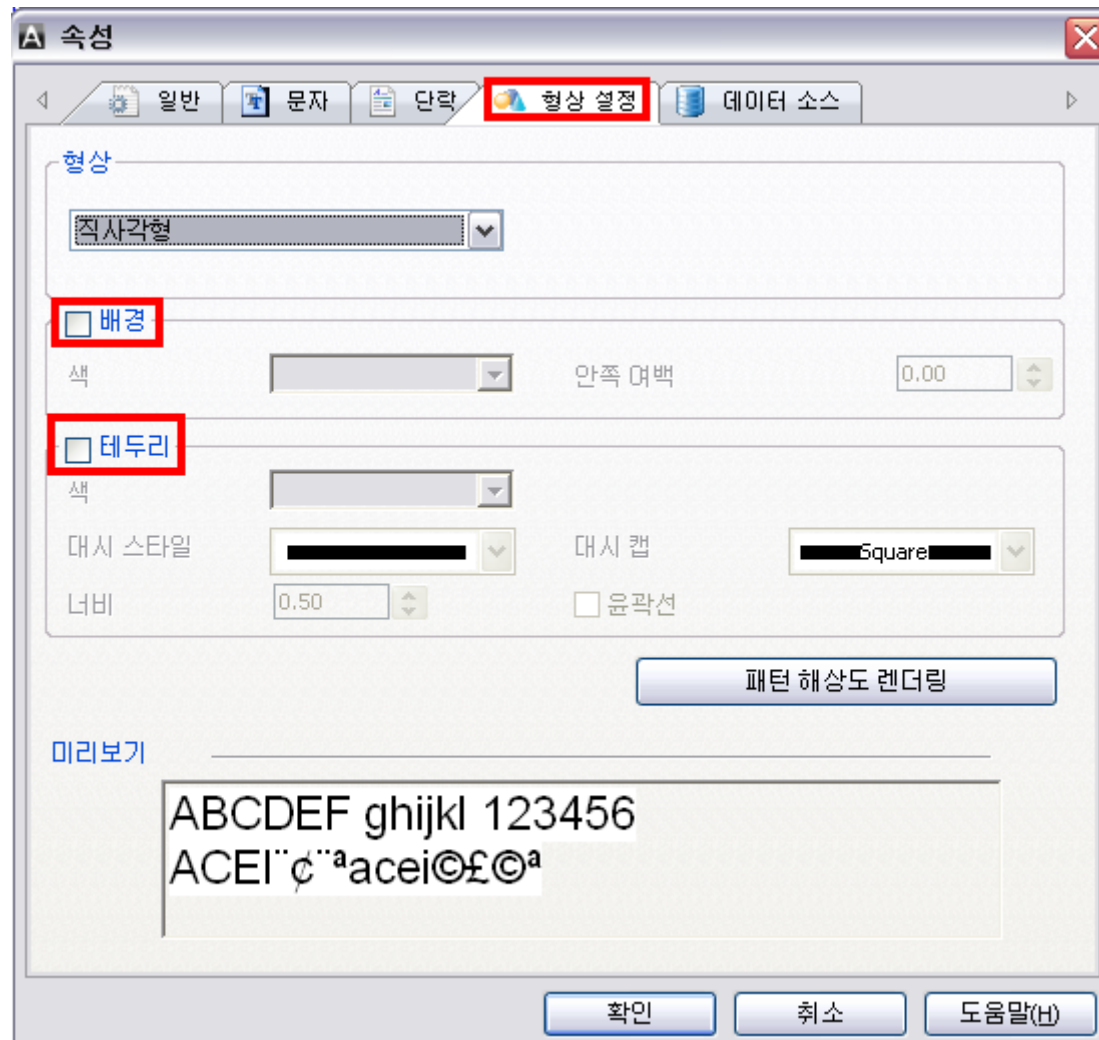 속성
일반 문자 단락 형상 설정 데이터 소스
형상
직사각형
배경
색 안쪽 여백 0.00
테두리
색
대시 스타일 대시 캡 Square
너비 0.50 윤곽선
패턴 해상도 렌더링
미리보기
ABCDEF ghijkl 123456
ACEI¨¢¨ªacei©£©ª
확인 취소 도움말(H)